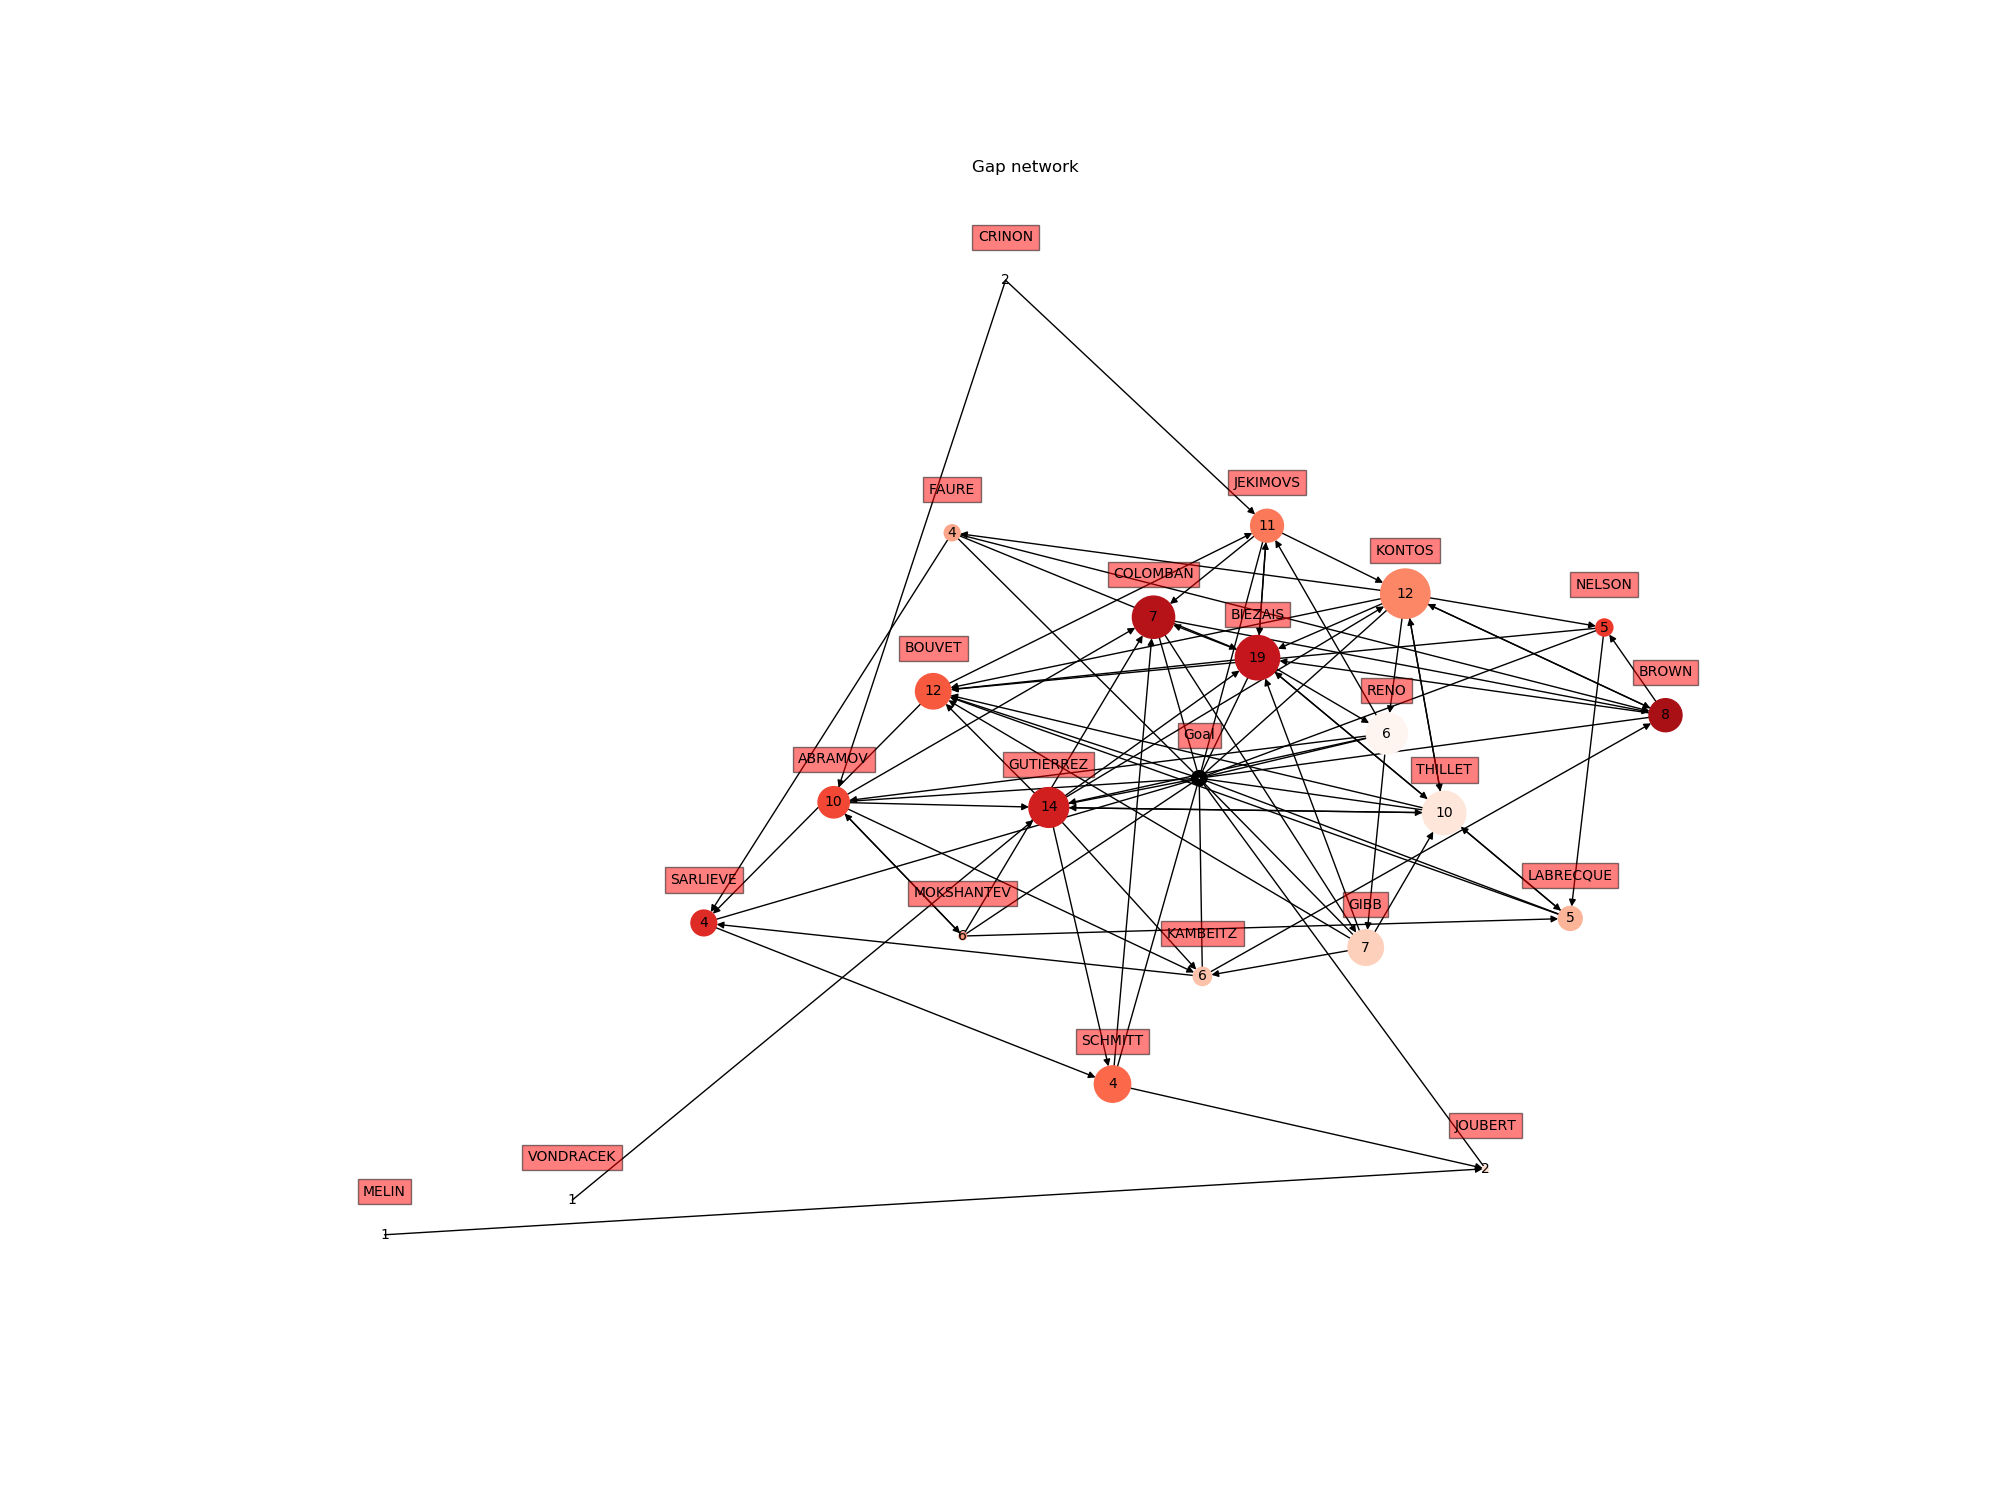 Gap network
CRINON
2
FAURE
4
JEKIMOVS
11
KONTOS
12
COLOMBAN
7
NELSON
5
BIEZAIS
19
BOUVET
12
BROWN
8
RENO
6
Goal
ABRAMOV
10
GUTIERREZ
14
THILLET
10
SARLIEVE
4
MOKSHANTEV
6
LABRECQUE
5
GIBB
7
KAMBEITZ
6
SCHMITT
4
JOUBERT
2
VONDRACEK
1
MELIN
1